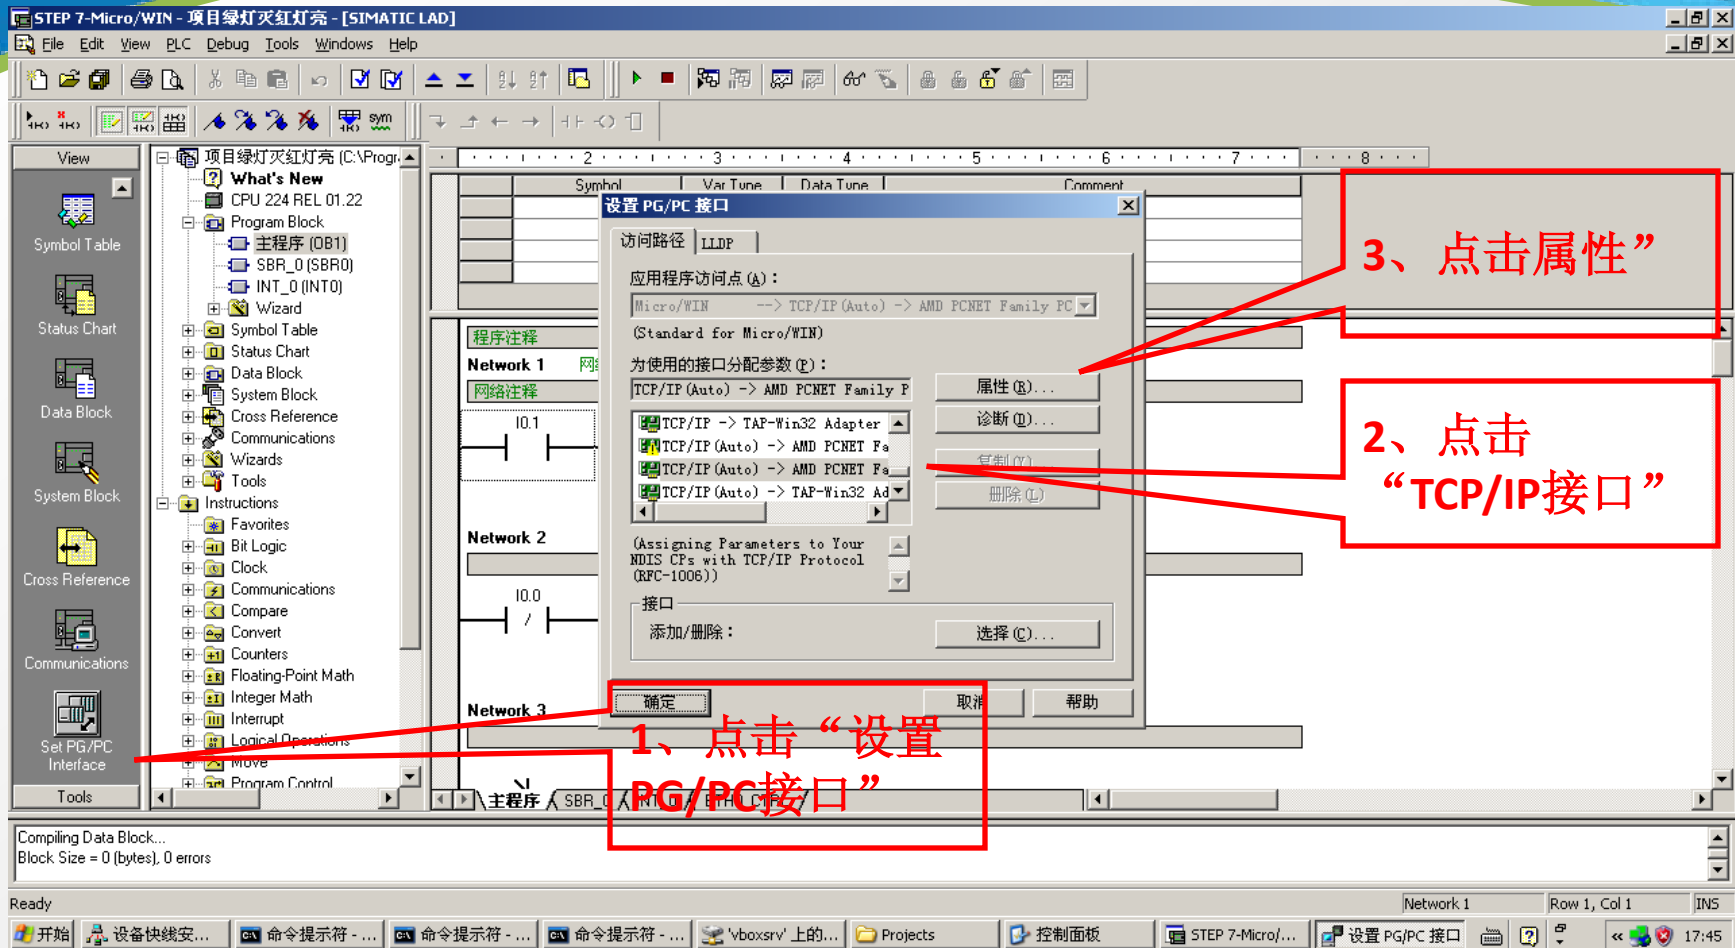 STEP 7-Micro/WIN - 项目绿灯灭红灯亮 - [SIMATIC LAD]
File Edit View PLC Debug Tools Windows Help
sym
View
Symbol Table
Status Chart
Data Block
System Block
Cross Reference
Communications
Set PG/PC
Interface
Tools
项目绿灯灭红灯亮 (C:\Progr
What's New
CPU 224 REL 01.22
Program Block
主程序 (OB1)
SBR_0 (SBR0)
INT_0 (INT0)
Wizard
Symbol Table
Status Chart
Data Block
System Block
Cross Reference
Communications
Wizards
Tools
Instructions
Favorites
Bit Logic
Clock
Communications
Compare
Convert
Counters
Floating-Point Math
Integer Math
Interrupt
Logical Operations
Move
Program Control
2 3 4 5 6 7 8
Symbol Var Type Data Type Comment
程序注释
Network 1
网络注释
I0.1
Network 2
I0.0
Network 3
主程序 SBR_0 INT_0
设置 PG/PC 接口
访问路径 LLDP
应用程序访问点(A):
Micro/WIN --> TCP/IP(Auto) -> AMD PCNET Family PC
(Standard for Micro/WIN)
为使用的接口分配参数(P):
TCP/IP(Auto) -> AMD PCNET Family P
属性(R)...
TCP/IP -> TAP-Win32 Adapter
诊断(D)...
TCP/IP(Auto) -> AMD PCNET Fa
TCP/IP(Auto) -> AMD PCNET Fa
复制(Y)...
TCP/IP(Auto) -> TAP-Win32 Ad
删除(L)
(Assigning Parameters to Your
NDIS CPs with TCP/IP Protocol
(RFC-1006))
接口
添加/删除:
选择(C)...
确定 取消 帮助
3、点击属性”
2、点击
“TCP/IP接口”
1、点击“设置
PG/PC接口”
Compiling Data Block...
Block Size = 0 (bytes), 0 errors
Ready
Network 1
Row 1, Col 1
INS
开始
设备快线安...
命令提示符 - ...
命令提示符 - ...
命令提示符 - ...
'vboxsrv' 上的...
Projects
控制面板
STEP 7-Micro/...
设置 PG/PC 接口
17:45